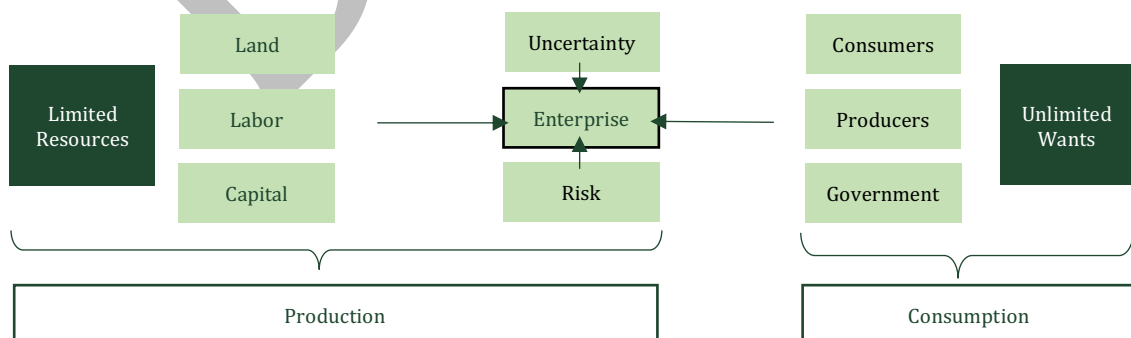 Land
Uncertainty
Consumers
Limited
Resources
Labor
Enterprise
Producers
Unlimited
Wants
Capital
Risk
Government
Production
Consumption